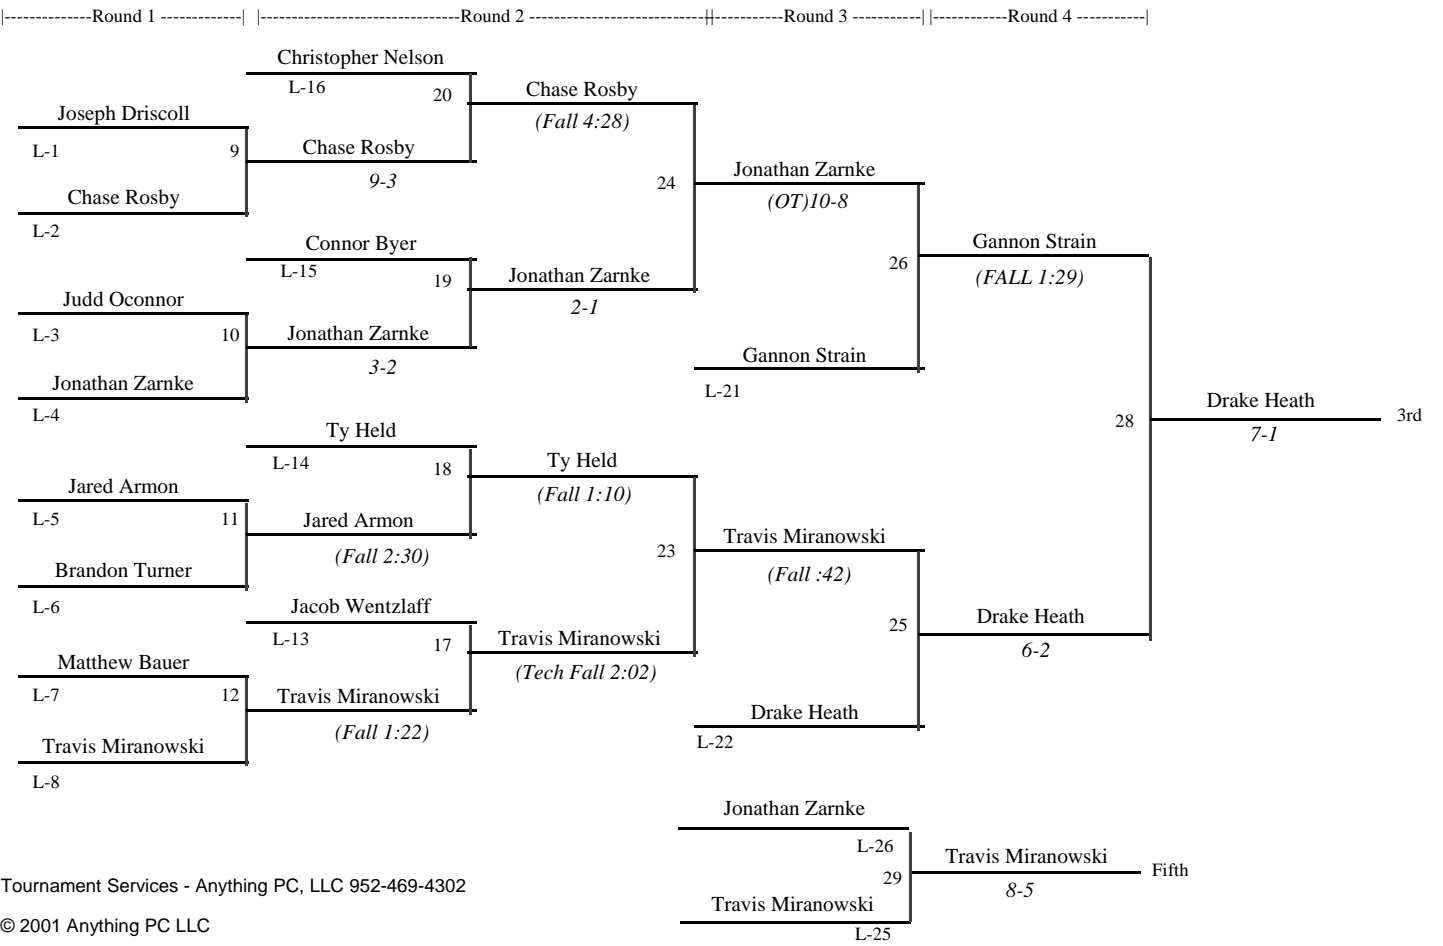 |--------------Round 1 -------------| |--------------------------------Round 2 ----------------------------||------------Round 3 -----------| |------------Round 4 -----------|
Christopher Nelson
L-16
20
Chase Rosby
(Fall 4:28)
Joseph Driscoll
L-1
9
Chase Rosby
9-3
Chase Rosby
L-2
24
Jonathan Zarnke
(OT)10-8
Connor Byer
L-15
19
Jonathan Zarnke
2-1
26
Gannon Strain
(FALL 1:29)
Judd Oconnor
L-3
10
Jonathan Zarnke
3-2
Jonathan Zarnke
L-4
Gannon Strain
L-21
28
Drake Heath
7-1
3rd
Ty Held
L-14
18
Ty Held
(Fall 1:10)
Jared Armon
L-5
11
Jared Armon
(Fall 2:30)
Brandon Turner
L-6
23
Travis Miranowski
(Fall :42)
Jacob Wentzlaff
L-13
17
Travis Miranowski
(Tech Fall 2:02)
25
Drake Heath
6-2
Matthew Bauer
L-7
12
Travis Miranowski
(Fall 1:22)
Travis Miranowski
L-8
Drake Heath
L-22
Jonathan Zarnke
L-26
29
Travis Miranowski
8-5
Fifth
Travis Miranowski
L-25
Tournament Services - Anything PC, LLC 952-469-4302
© 2001 Anything PC LLC